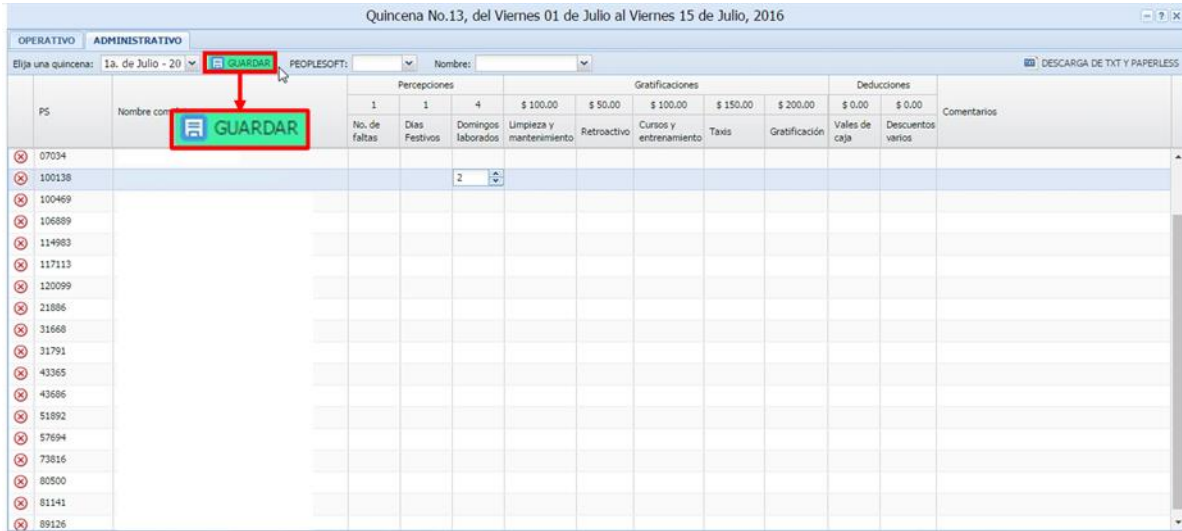 Quincena No.13, del Viernes 01 de Julio al Viernes 15 de Julio, 2016
OPERATIVO ADMINISTRATIVO
Elija una quincena: 1a. de Julio - 20 GUARDAR PEOPLESOFT: Nombre: DESCARGA DE TXT Y PAPERLESS
Percepciones Gratificaciones Deducciones
PS Nombre com Comentarios
1 1 4 $ 100.00 $ 50.00 $ 100.00 $ 150.00 $ 200.00 $ 0.00 $ 0.00
No. de faltas Dias Festivos Domingos laborados Limpieza y mantenimiento Retroactivo Cursos y entrenamiento Taxis Gratificación Vales de caja Descuentos varios
GUARDAR
07034
100138 2
100469
106889
114983
117113
120099
21886
31668
31791
43365
43686
51892
57694
73816
80500
81141
89126